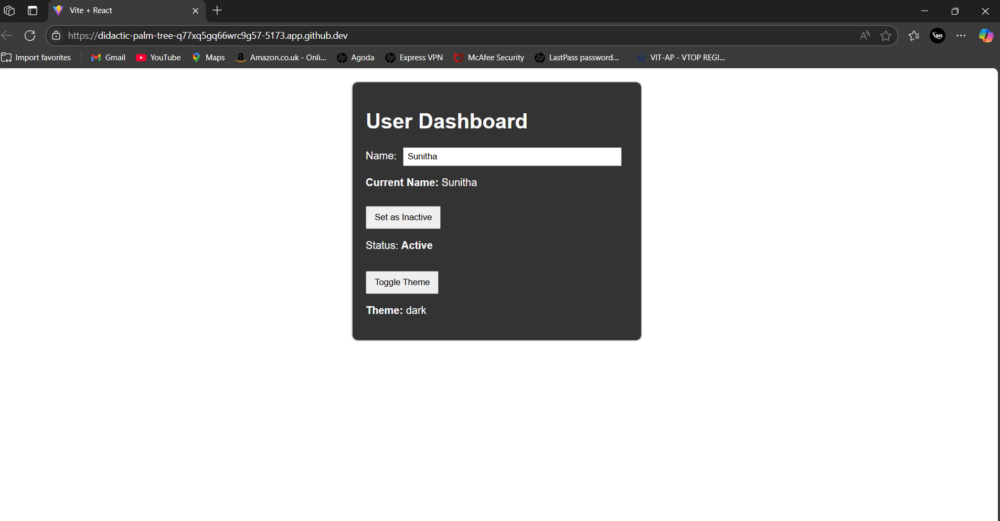 Vite + React
https://didactic-palm-tree-q77xq5gq66wrc9g57-5173.app.github.dev
Import favorites Gmail YouTube Maps Amazon.co.uk - Onli... Agoda Express VPN McAfee Security LastPass password... VIT-AP - VTOP REGI...
User Dashboard
Name: Sunitha
Current Name: Sunitha
Set as Inactive
Status: Active
Toggle Theme
Theme: dark